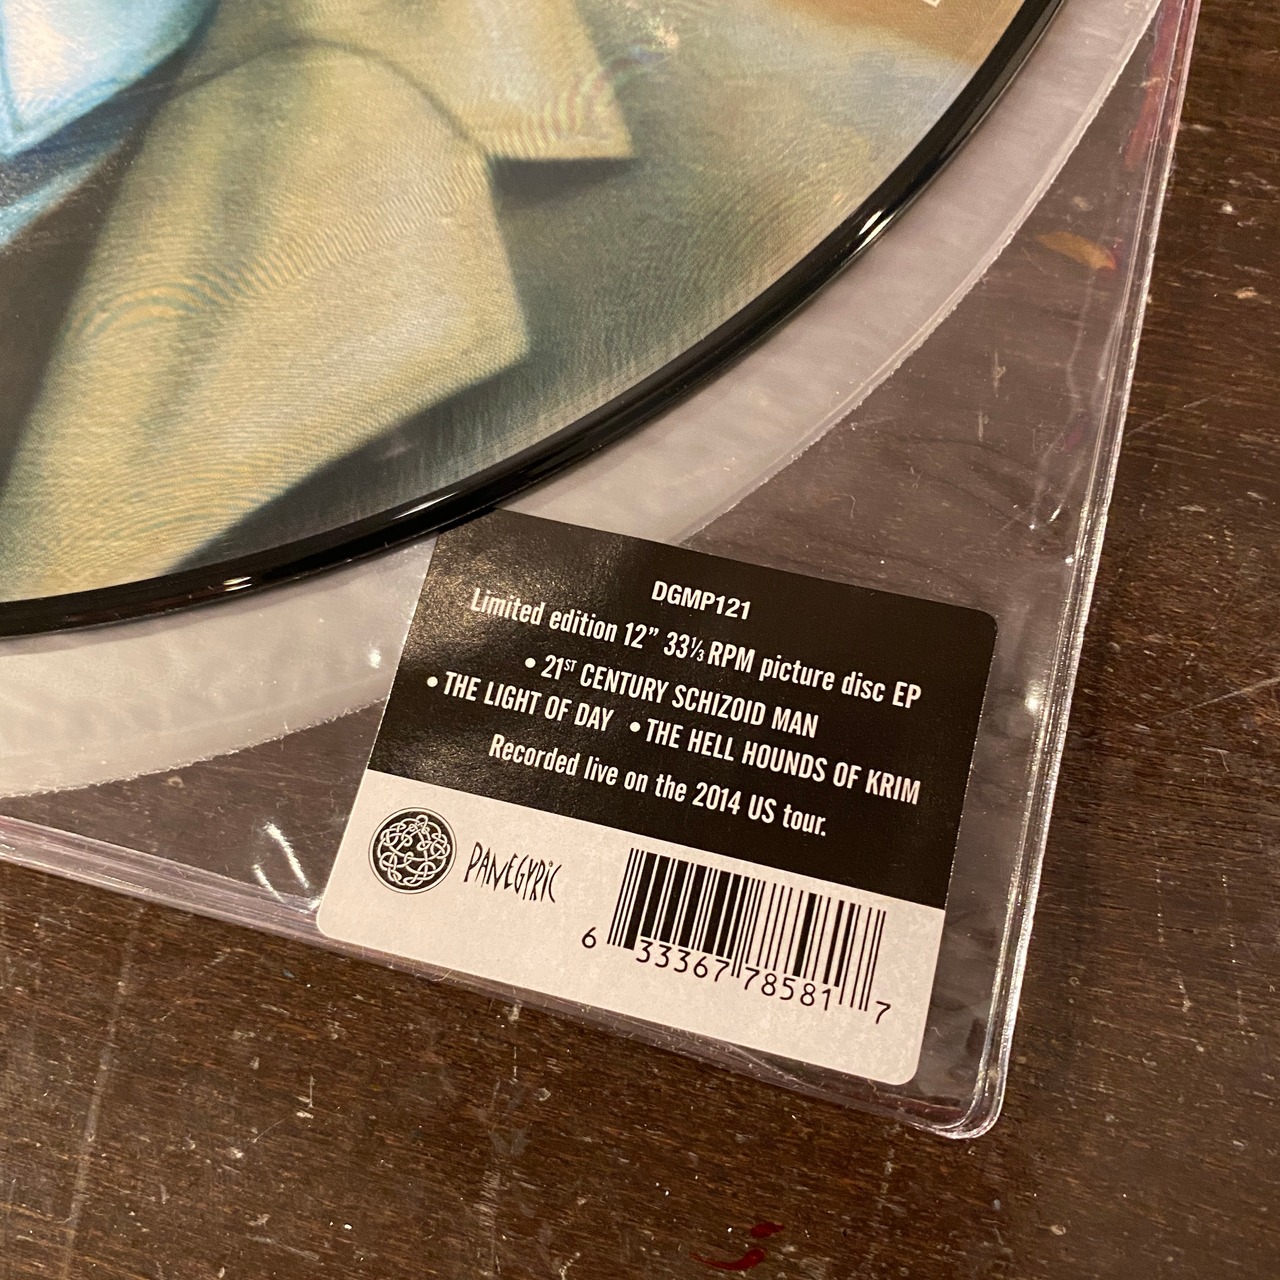 DGMP121
Limited edition 12” 33⅓ RPM picture disc EP
• 21ST CENTURY SCHIZOID MAN
• THE LIGHT OF DAY • THE HELL HOUNDS OF KRIM
Recorded live on the 2014 US tour.
PANEGYRIC
6 33367 78581 7